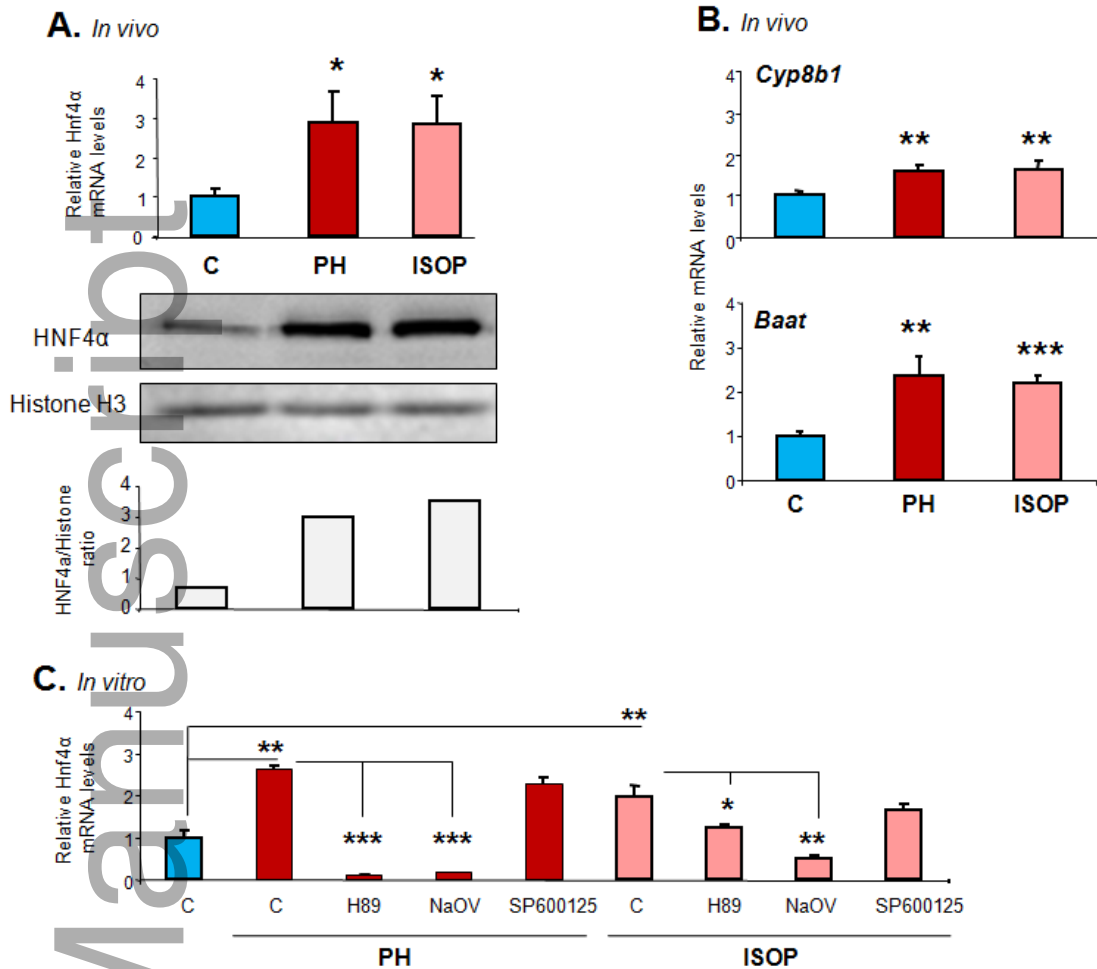 A. In vivo
Relative Hnf4α
mRNA levels
4
3
2
1
0
*
*
C
PH
ISOP
HNF4α
Histone H3
HNF4a/Histone
ratio
4
3
2
1
0
B. In vivo
Relative mRNA levels
Cyp8b1
4
3
2
1
0
**
**
Baat
4
3
2
1
0
**
***
C
PH
ISOP
C. In vitro
Relative Hnf4α
mRNA levels
4
3
2
1
0
**
**
***
***
*
**
C
C
H89
NaOV
SP600125
C
H89
NaOV
SP600125
PH
ISOP
Manuscript